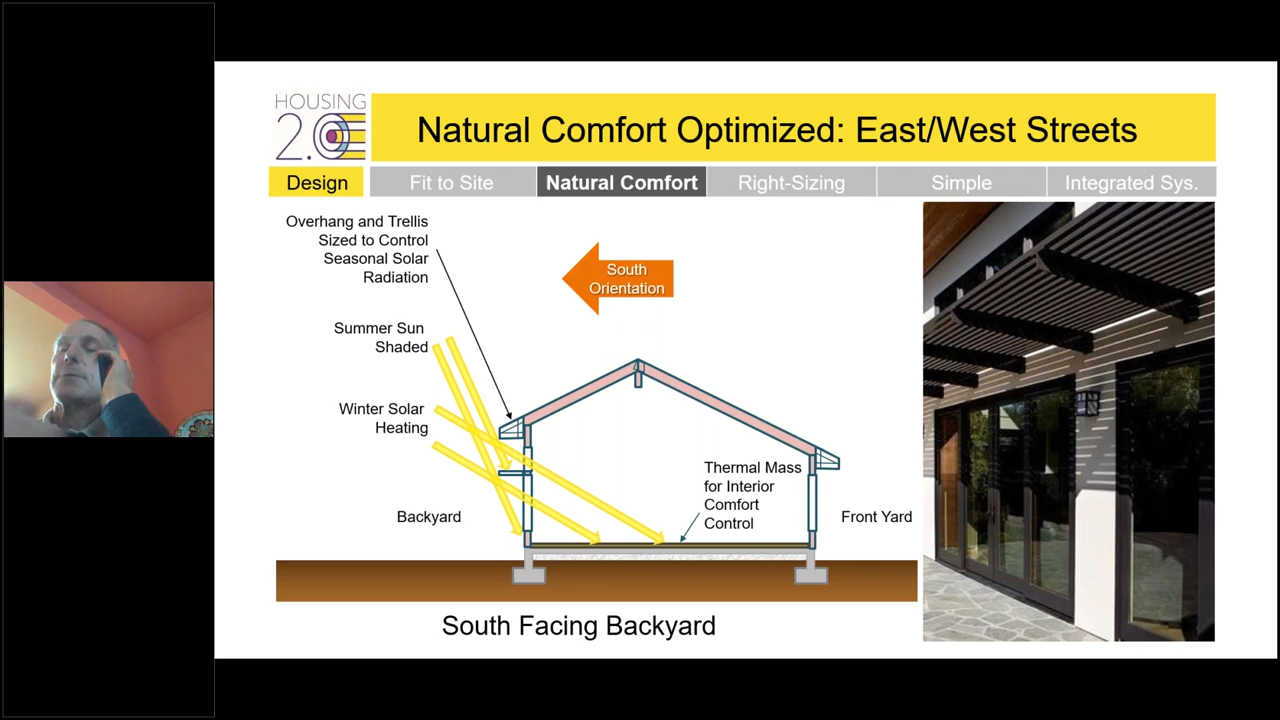 HOUSING
2.0
Natural Comfort Optimized: East/West Streets
Design
Fit to Site
Natural Comfort
Right-Sizing
Simple
Integrated Sys.
Overhang and Trellis
Sized to Control
Seasonal Solar
Radiation
South
Orientation
Summer Sun
Shaded
Winter Solar
Heating
Thermal Mass
for Interior
Comfort
Control
Backyard
Front Yard
South Facing Backyard